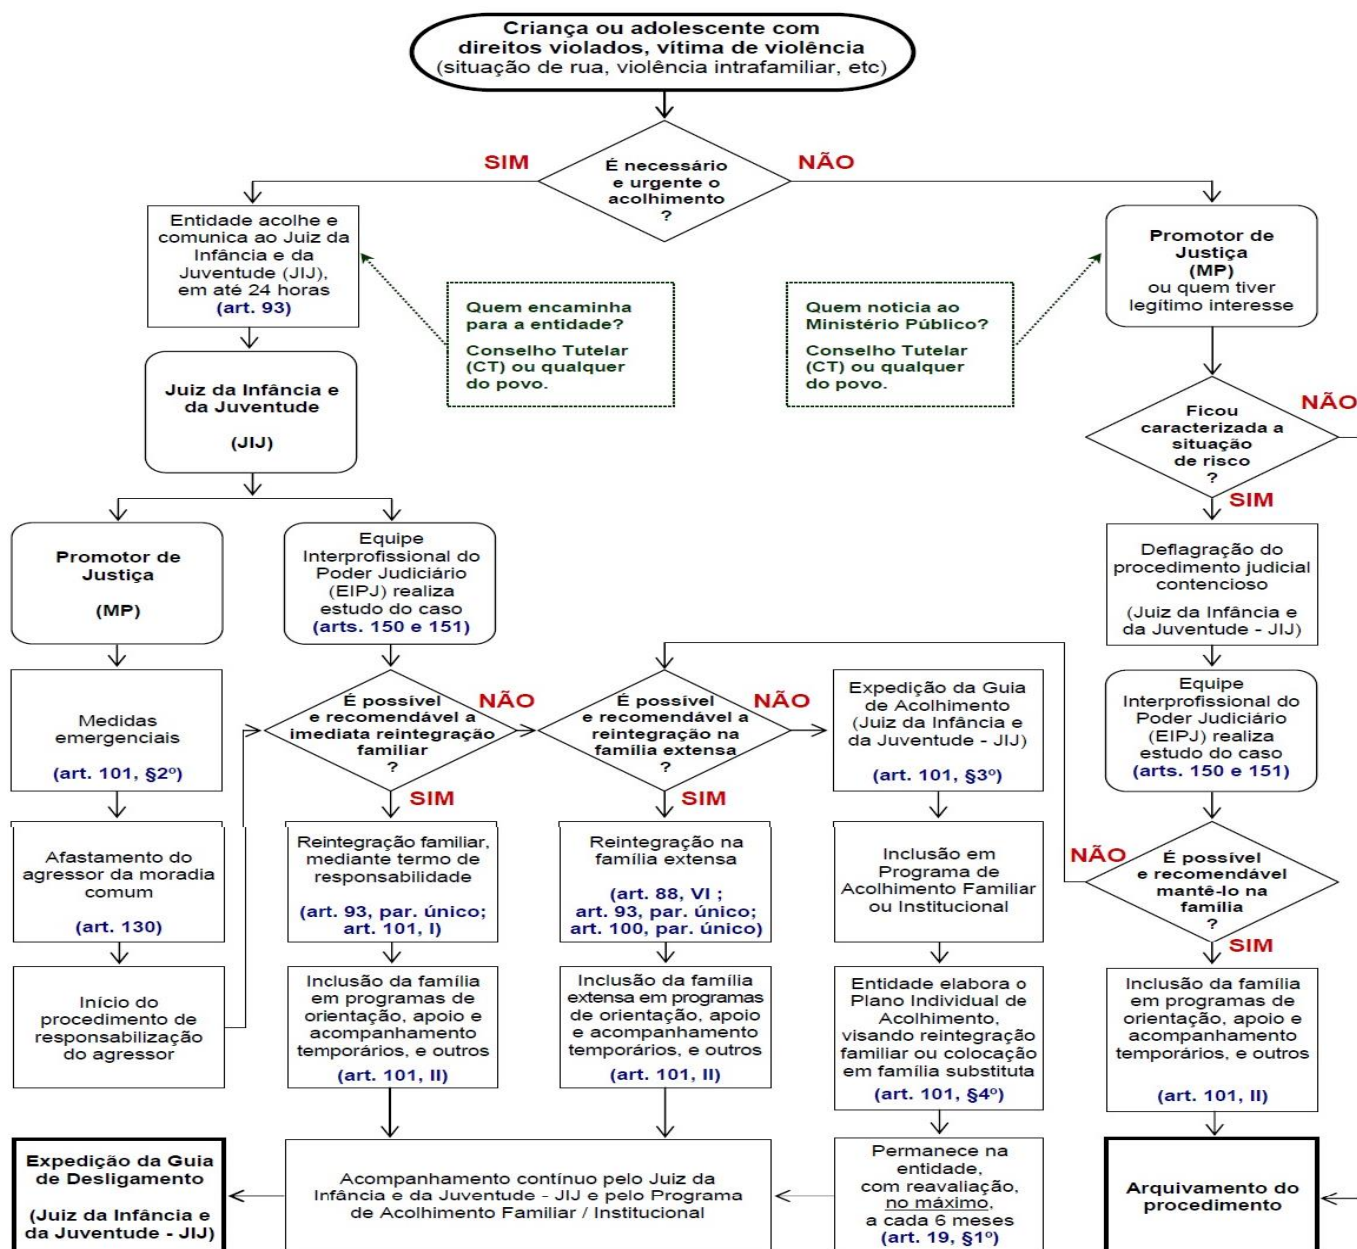 Criança ou adolescente com
direitos violados, vítima de violência
(situação de rua, violência intrafamiliar, etc)
SIM
É necessário
e urgente o
acolhimento
?
NÃO
Entidade acolhe e
comunica ao Juiz da
Infância e da
Juventude (JIJ),
em até 24 horas
(art. 93)
Quem encaminha
para a entidade?
Conselho Tutelar
(CT) ou qualquer
do povo.
Quem noticia ao
Ministério Público?
Conselho Tutelar
(CT) ou qualquer
do povo.
Promotor de
Justiça
(MP)
ou quem tiver
legítimo interesse
Juiz da Infância e
da Juventude
(JIJ)
Ficou
caracterizada a
situação
de risco
?
NÃO
SIM
Promotor de
Justiça
(MP)
Equipe
Interprofissional do
Poder Judiciário
(EIPJ) realiza
estudo do caso
(arts. 150 e 151)
Deflagração do
procedimento judicial
contencioso
(Juiz da Infância e
da Juventude - JIJ)
Medidas
emergenciais
(art. 101, §2º)
É possível
e recomendável a
imediata reintegração
familiar
?
NÃO
SIM
É possível
e recomendável a
reintegração na
família extensa
?
NÃO
SIM
Expedição da Guia
de Acolhimento
(Juiz da Infância e
da Juventude - JIJ)
(art. 101, §3º)
Equipe
Interprofissional do
Poder Judiciário
(EIPJ) realiza
estudo do caso
(arts. 150 e 151)
Afastamento do
agressor da moradia
comum
(art. 130)
Reintegração familiar,
mediante termo de
responsabilidade
(art. 93, par. único;
art. 101, I)
Reintegração na
família extensa
(art. 88, VI ;
art. 93, par. único;
art. 100, par. único)
Inclusão em
Programa de
Acolhimento Familiar
ou Institucional
NÃO
É possível
e recomendável
mantê-lo na
família
?
SIM
Início do
procedimento de
responsabilização
do agressor
Inclusão da família
em programas de
orientação, apoio e
acompanhamento
temporários, e outros
(art. 101, II)
Inclusão da família
extensa em programas
de orientação, apoio
e acompanhamento
temporários, e outros
(art. 101, II)
Entidade elabora o
Plano Individual de
Acolhimento,
visando reintegração
familiar ou colocação
em família substituta
(art. 101, §4º)
Inclusão da família
em programas de
orientação, apoio e
acompanhamento
temporários, e outros
(art. 101, II)
Expedição da Guia
de Desligamento
(Juiz da Infância e
da Juventude - JIJ)
Acompanhamento contínuo pelo Juiz da
Infância e da Juventude - JIJ e pelo Programa
de Acolhimento Familiar / Institucional
Permanece na
entidade,
com reavaliação,
no máximo,
a cada 6 meses
(art. 19, §1º)
Arquivamento do
procedimento